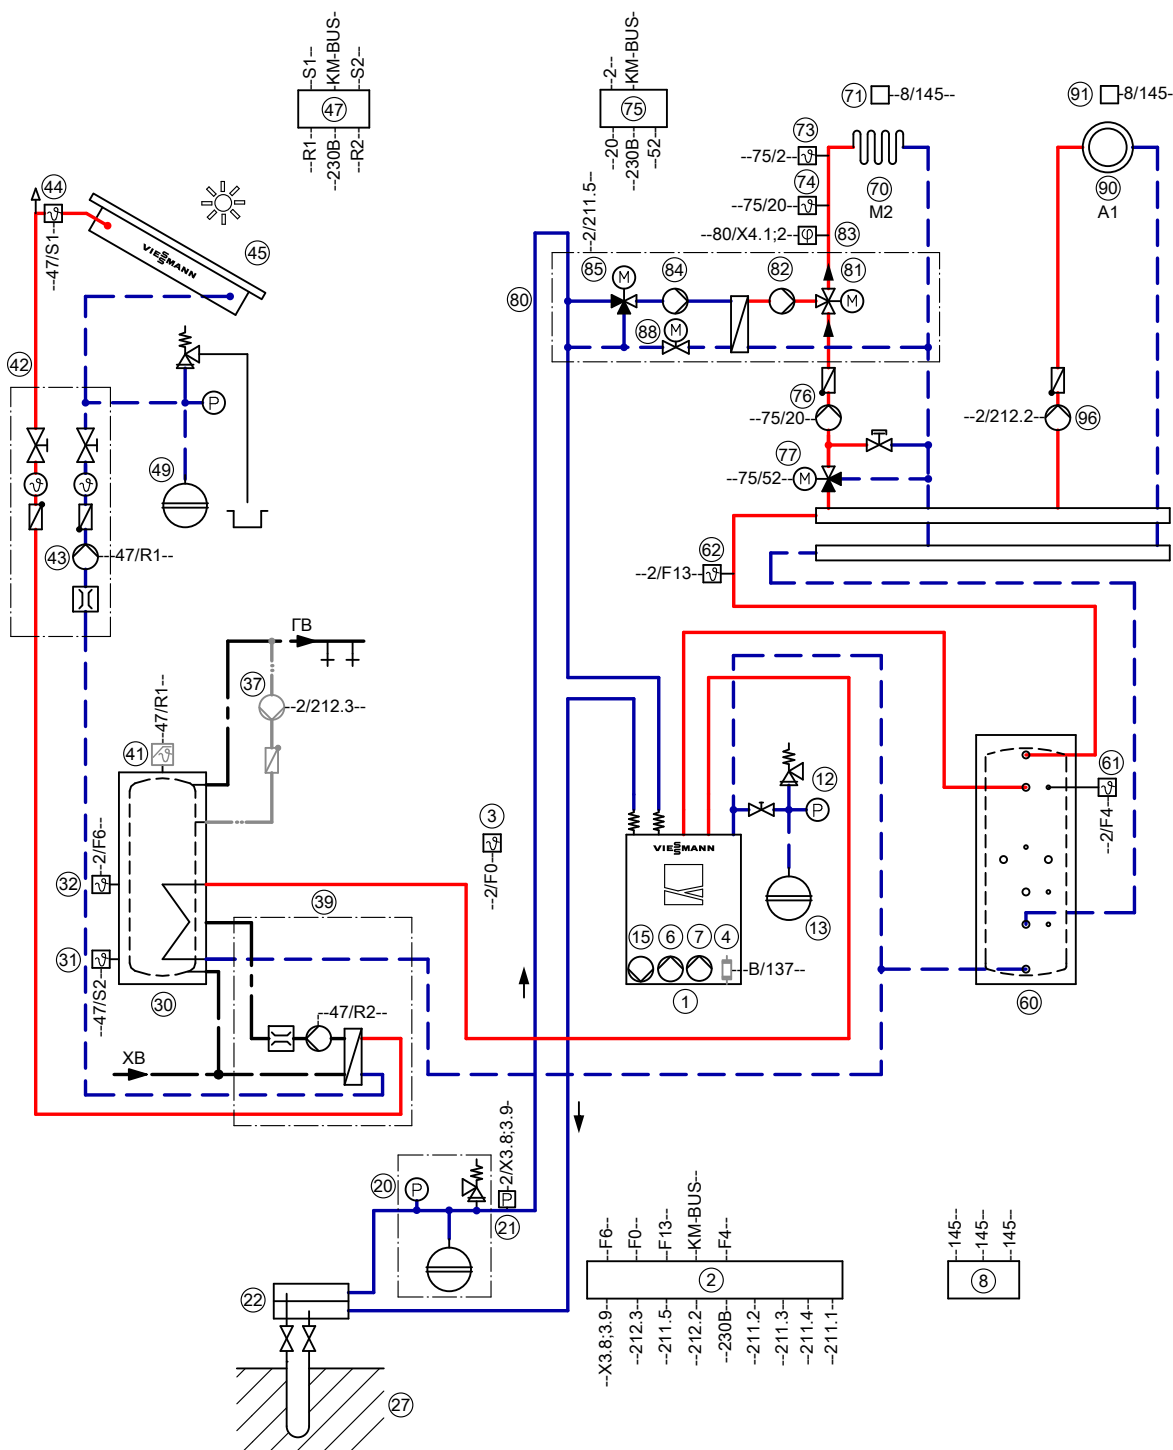 --S1--
--KM-BUS--
--S2--
47
--R1--
--230В--
--R2--
--2--
--KM-BUS--
75
--20--
--230В--
--52--
71
--8/145--
91
--8/145--
73
--75/2--
70
M2
90
A1
74
--75/20--
--80/X4.1;2--
83
--2/211.5--
44
--47/S1--
VIESSMANN
45
80
85
M
84
82
81
M
88
M
42
P
49
76
--75/20--
--2/212.2--
96
77
--75/52--
M
43
--47/R1--
62
--2/F13--
ГВ
37
--2/212.3--
41
--47/R1--
32
--2/F6--
31
--47/S2--
30
39
--47/R2--
ХВ
3
--2/F0--
12
P
13
VIESSMANN
15
6
7
4
--B/137--
1
61
--2/F4--
60
20
P
P
--2/X3.8;3.9--
21
22
27
--F6--
--F0--
--F13--
--KM-BUS--
--F4--
2
--X3.8;3.9--
--212.3--
--211.5--
--212.2--
--230В--
--211.2--
--211.3--
--211.4--
--211.1--
--145--
--145--
--145--
8